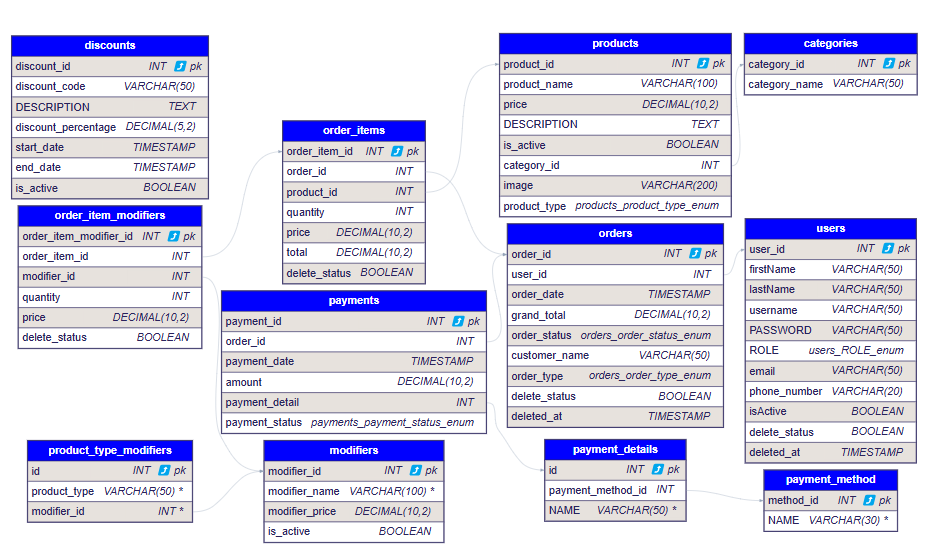 discounts
discount_id INT pk
discount_code VARCHAR(50)
DESCRIPTION TEXT
discount_percentage DECIMAL(5,2)
start_date TIMESTAMP
end_date TIMESTAMP
is_active BOOLEAN
order_items
order_item_id INT pk
order_id INT
product_id INT
quantity INT
price DECIMAL(10,2)
total DECIMAL(10,2)
delete_status BOOLEAN
products
product_id INT pk
product_name VARCHAR(100)
price DECIMAL(10,2)
DESCRIPTION TEXT
is_active BOOLEAN
category_id INT
image VARCHAR(200)
product_type products_product_type_enum
categories
category_id INT pk
category_name VARCHAR(50)
order_item_modifiers
order_item_modifier_id INT pk
order_item_id INT
modifier_id INT
quantity INT
price DECIMAL(10,2)
delete_status BOOLEAN
payments
payment_id INT pk
order_id INT
payment_date TIMESTAMP
amount DECIMAL(10,2)
payment_detail INT
payment_status payments_payment_status_enum
orders
order_id INT pk
user_id INT
order_date TIMESTAMP
grand_total DECIMAL(10,2)
order_status orders_order_status_enum
customer_name VARCHAR(50)
order_type orders_order_type_enum
delete_status BOOLEAN
deleted_at TIMESTAMP
users
user_id INT pk
firstName VARCHAR(50)
lastName VARCHAR(50)
username VARCHAR(50)
PASSWORD VARCHAR(50)
ROLE users_ROLE_enum
email VARCHAR(50)
phone_number VARCHAR(20)
isActive BOOLEAN
delete_status BOOLEAN
deleted_at TIMESTAMP
product_type_modifiers
id INT pk
product_type VARCHAR(50) *
modifier_id INT *
modifiers
modifier_id INT pk
modifier_name VARCHAR(100) *
modifier_price DECIMAL(10,2)
is_active BOOLEAN
payment_details
id INT pk
payment_method_id INT
NAME VARCHAR(50) *
payment_method
method_id INT pk
NAME VARCHAR(30) *